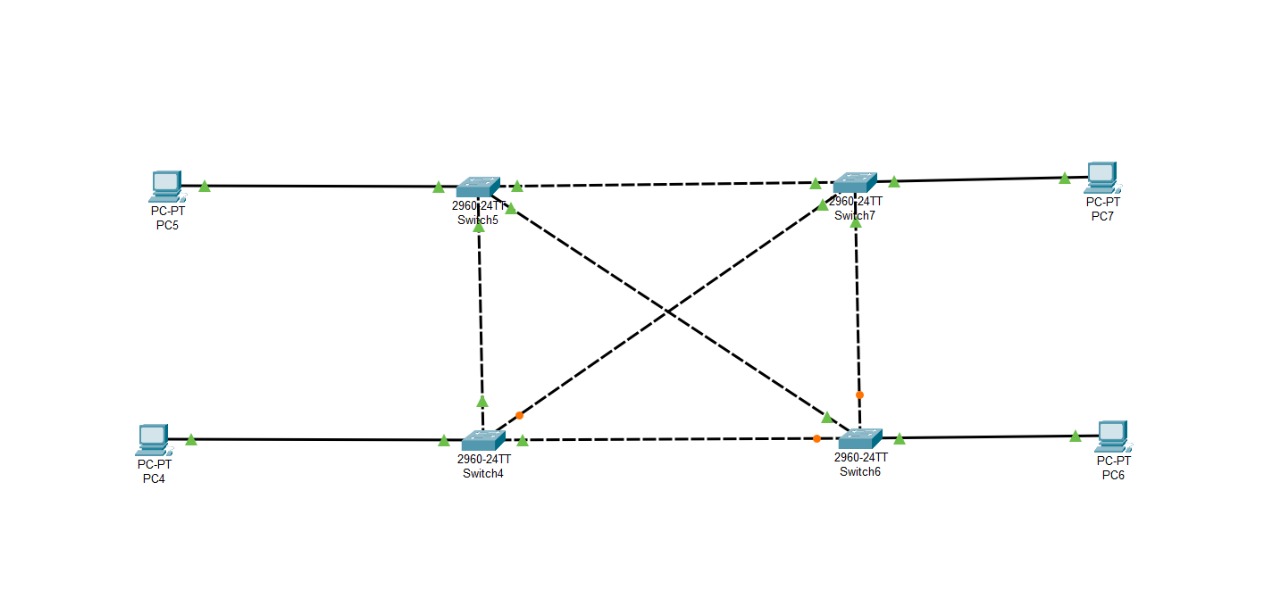 PC-PT
PC5
2960-24TT
Switch5
2960-24TT
Switch7
PC-PT
PC7
PC-PT
PC4
2960-24TT
Switch4
2960-24TT
Switch6
PC-PT
PC6